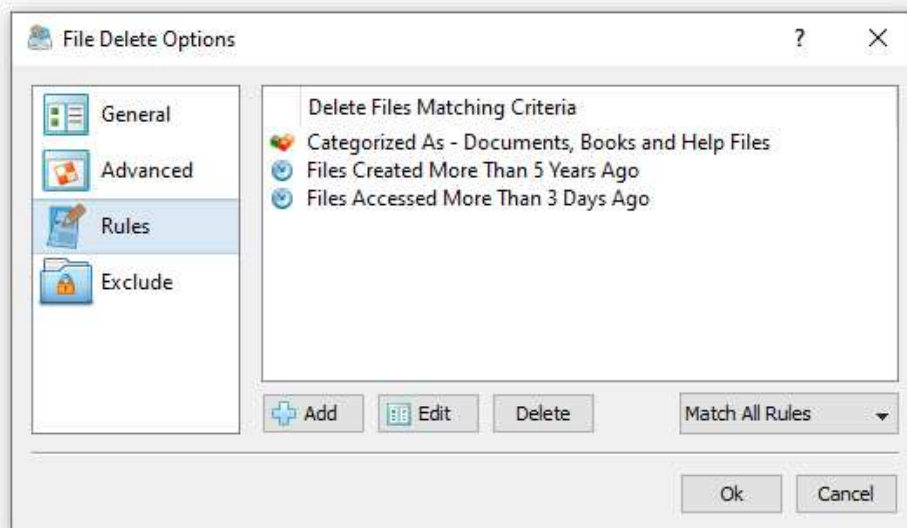 File Delete Options
?
General
Advanced
Rules
Exclude
Delete Files Matching Criteria
Categorized As - Documents, Books and Help Files
Files Created More Than 5 Years Ago
Files Accessed More Than 3 Days Ago
Add
Edit
Delete
Match All Rules
Ok
Cancel